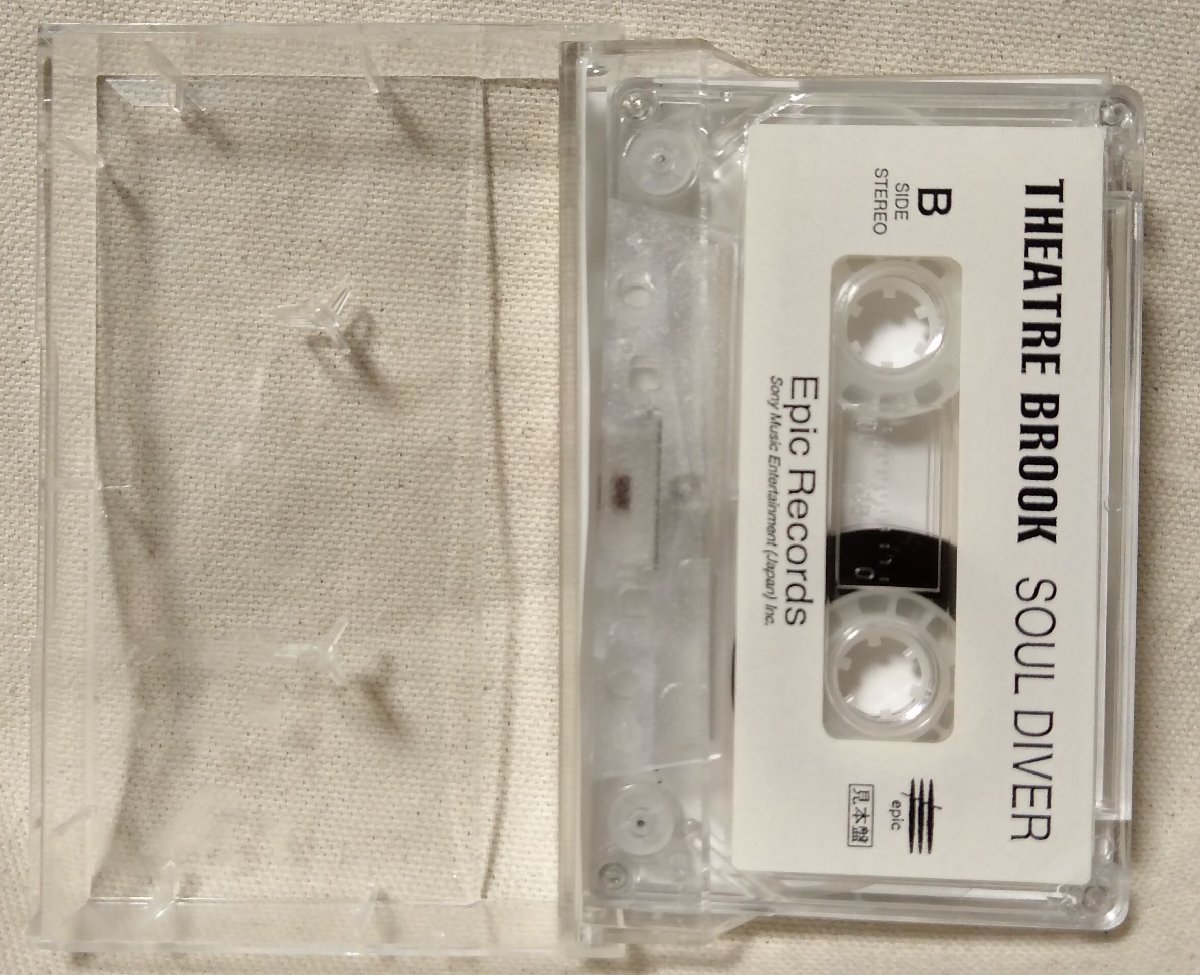 THEATRE BROOK SOUL DIVER
B
SIDE
STEREO
epic
見本盤
Epic Records
Sony Music Entertainment (Japan) Inc.